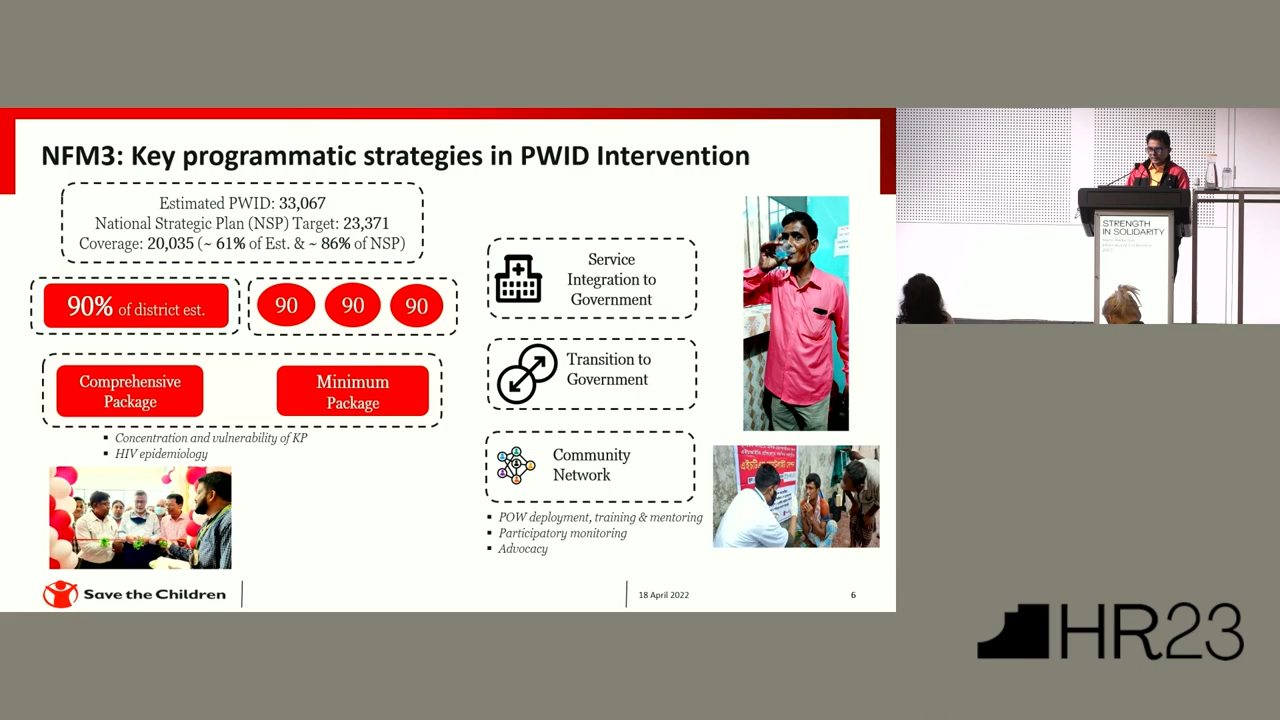 NFM3: Key programmatic strategies in PWID Intervention
Estimated PWID: 33,067
National Strategic Plan (NSP) Target: 23,371
Coverage: 20,035 (~ 61% of Est. & ~ 86% of NSP)
90% of district est.
90 90 90
Comprehensive
Package
Minimum
Package
▪ Concentration and vulnerability of KP
▪ HIV epidemiology
Service
Integration to
Government
Transition to
Government
Community
Network
▪ POW deployment, training & mentoring
▪ Participatory monitoring
▪ Advocacy
Save the Children
18 April 2022
6
STRENGTH
IN SOLIDARITY
HR23